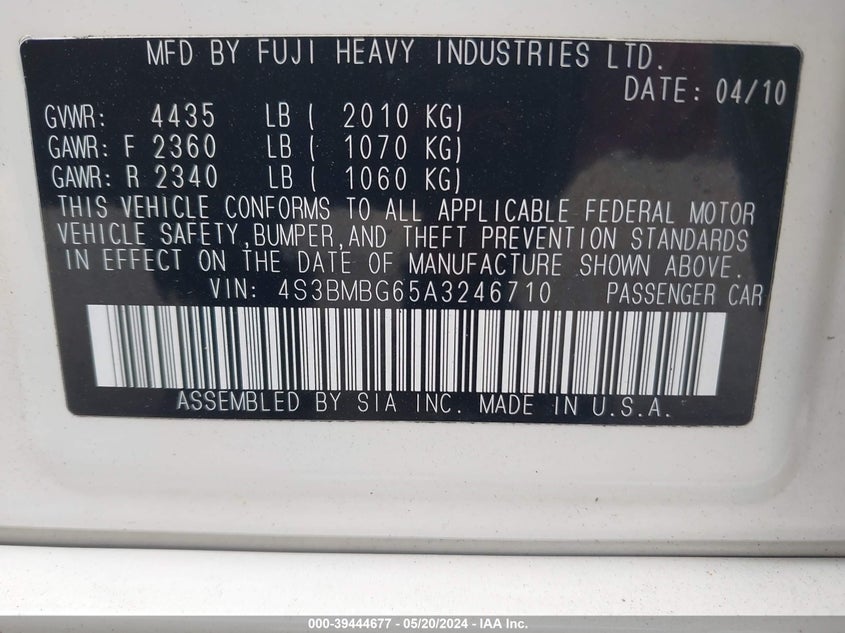 MFD BY FUJI HEAVY INDUSTRIES LTD.
DATE: 04/10
GVWR: 4435 LB ( 2010 KG)
GAWR: F 2360 LB ( 1070 KG)
GAWR: R 2340 LB ( 1060 KG)
THIS VEHICLE CONFORMS TO ALL APPLICABLE FEDERAL MOTOR
VEHICLE SAFETY,BUMPER,AND THEFT PREVENTION STANDARDS
IN EFFECT ON THE DATE OF MANUFACTURE SHOWN ABOVE.
VIN: 4S3BMBG65A3246710 PASSENGER CAR
ASSEMBLED BY SIA INC. MADE IN U.S.A.
000-39444677 - 05/20/2024 - IAA Inc.